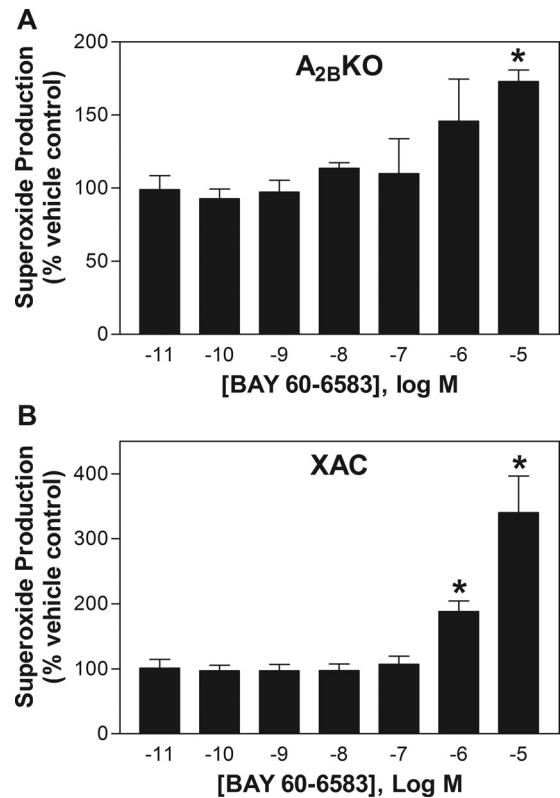 A
A2BKO
Superoxide Production
(% vehicle control)
200
150
100
50
0
*
-11 -10 -9 -8 -7 -6 -5
[BAY 60-6583], log M
B
XAC
Superoxide Production
(% vehicle control)
400
300
200
100
0
* *
-11 -10 -9 -8 -7 -6 -5
[BAY 60-6583], Log M